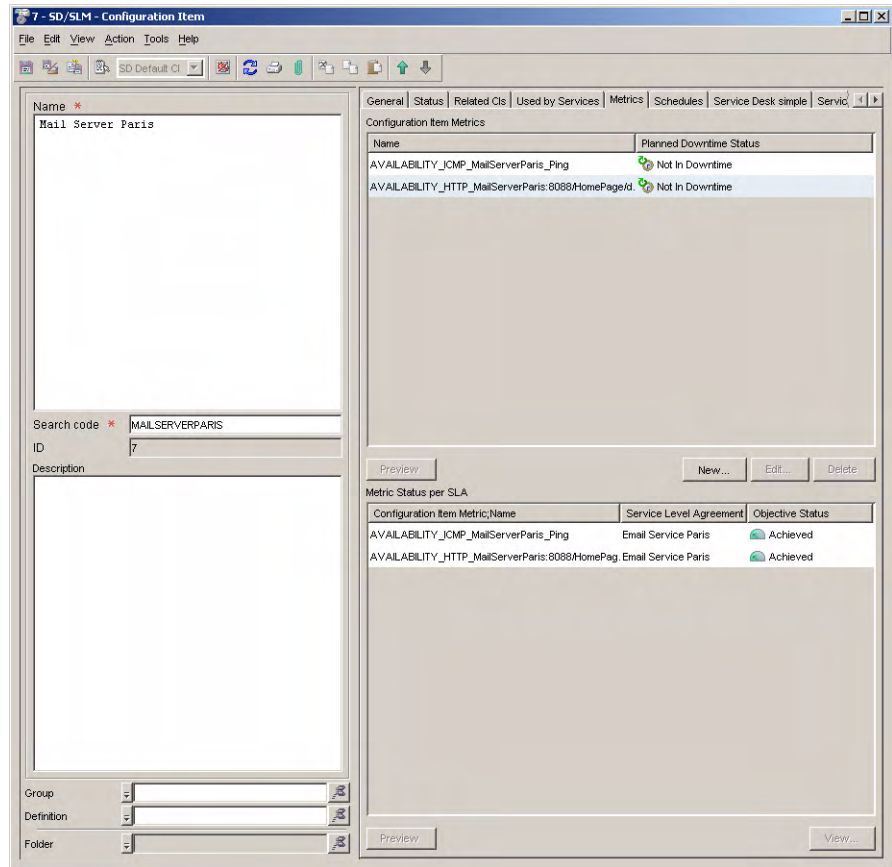 7 - SD/SLM - Configuration Item
File Edit View Action Tools Help
SD Default CI
Name *
Mail Server Paris
Search code * MAILSERVERPARIS
ID 7
Description
Group
Definition
Folder
General Status Related CIs Used by Services Metrics Schedules Service Desk simple Servic
Configuration Item Metrics
Name Planned Downtime Status
AVAILABILITY_ICMP_MailServerParis_Ping Not In Downtime
AVAILABILITY_HTTP_MailServerParis:8088/HomePage/d. Not In Downtime
Preview New... Edit... Delete
Metric Status per SLA
Configuration Item Metric;Name Service Level Agreement Objective Status
AVAILABILITY_ICMP_MailServerParis_Ping Email Service Paris Achieved
AVAILABILITY_HTTP_MailServerParis:8088/HomePag. Email Service Paris Achieved
Preview View...